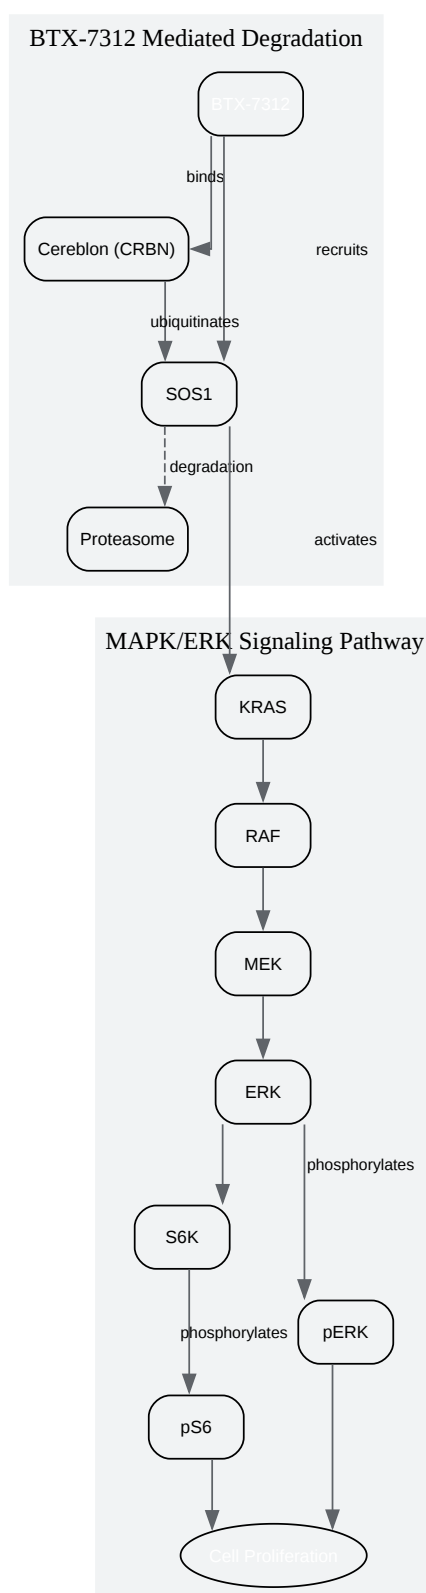 BTX-7312 Mediated Degradation
BTX-7312
binds
Cereblon (CRBN)
recruits
ubiquitinates
SOS1
degradation
Proteasome
activates
MAPK/ERK Signaling Pathway
KRAS
RAF
MEK
ERK
phosphorylates
S6K
phosphorylates
pERK
pS6
Cell Proliferation